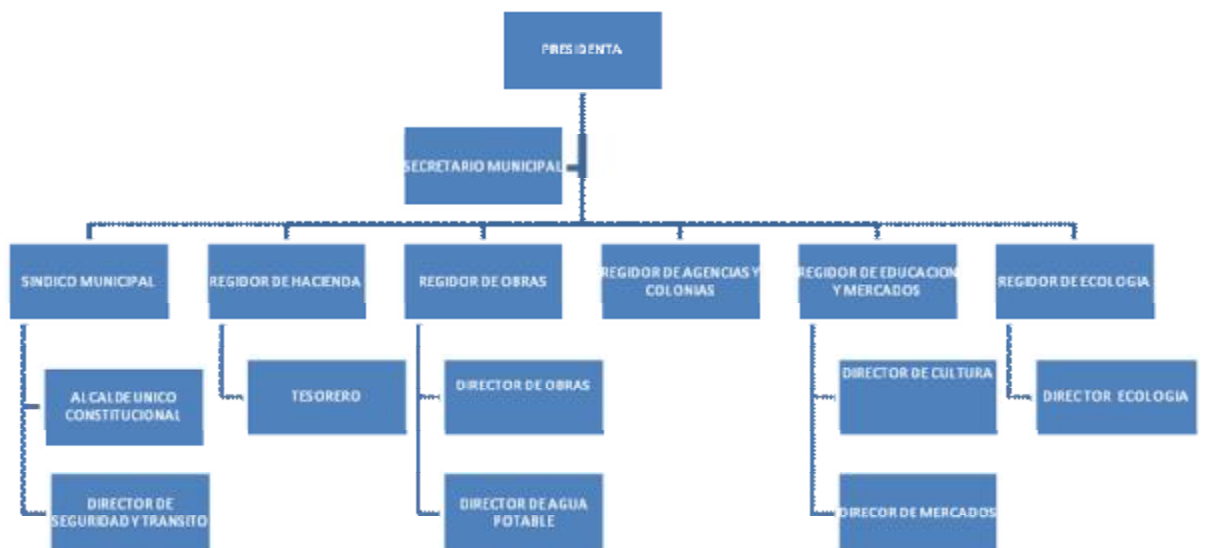 PRESIDENTA
SECRETARIO MUNICIPAL
SINDICO MUNICIPAL
REGIDOR DE HACIENDA
REGIDOR DE OBRAS
REGIDOR DE AGENCIAS Y
COLONIAS
REGIDOR DE EDUCACION
Y MERCADOS
REGIDOR DE ECOLOGIA
ALCALDE UNICO
CONSTITUCIONAL
TESORERO
DIRECTOR DE OBRAS
DIRECTOR DE CULTURA
DIRECTOR ECOLOGIA
DIRECTOR DE
SEGURIDAD Y TRANSITO
DIRECTOR DE AGUA
POTABLE
DIRECOR DE MERCADOS